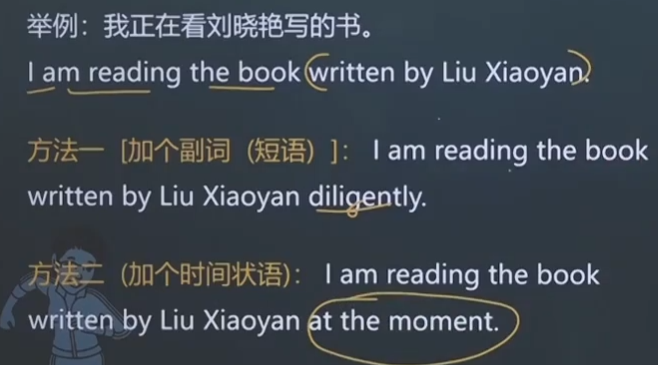 举例：我正在看刘晓艳写的书。
I am reading the book written by Liu Xiaoyan.
方法一 [加个副词（短语）]： I am reading the book
written by Liu Xiaoyan diligently.
方法二（加个时间状语)： I am reading the book
written by Liu Xiaoyan at the moment.